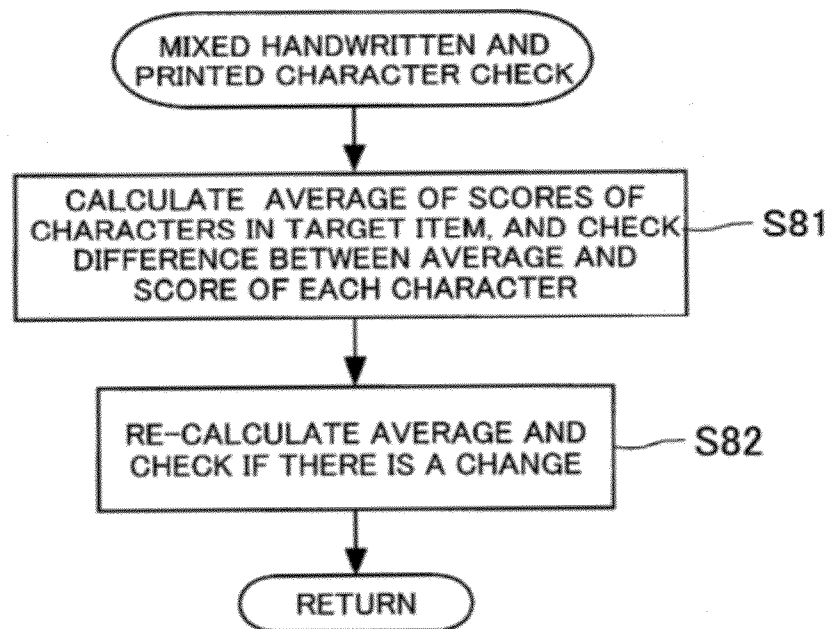 MIXED HANDWRITTEN AND
PRINTED CHARACTER CHECK
CALCULATE AVERAGE OF SCORES OF
CHARACTERS IN TARGET ITEM, AND CHECK
DIFFERENCE BETWEEN AVERAGE AND
SCORE OF EACH CHARACTER
S81
RE-CALCULATE AVERAGE AND
CHECK IF THERE IS A CHANGE
S82
RETURN